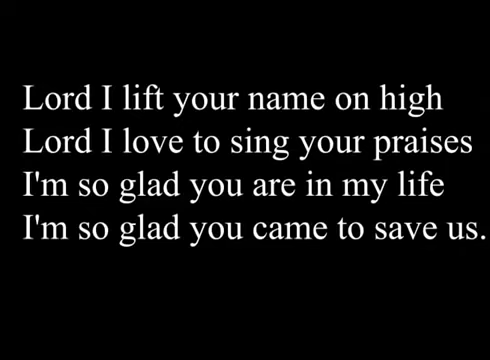 Lord I lift your name on high
Lord I love to sing your praises
I'm so glad you are in my life
I'm so glad you came to save us.